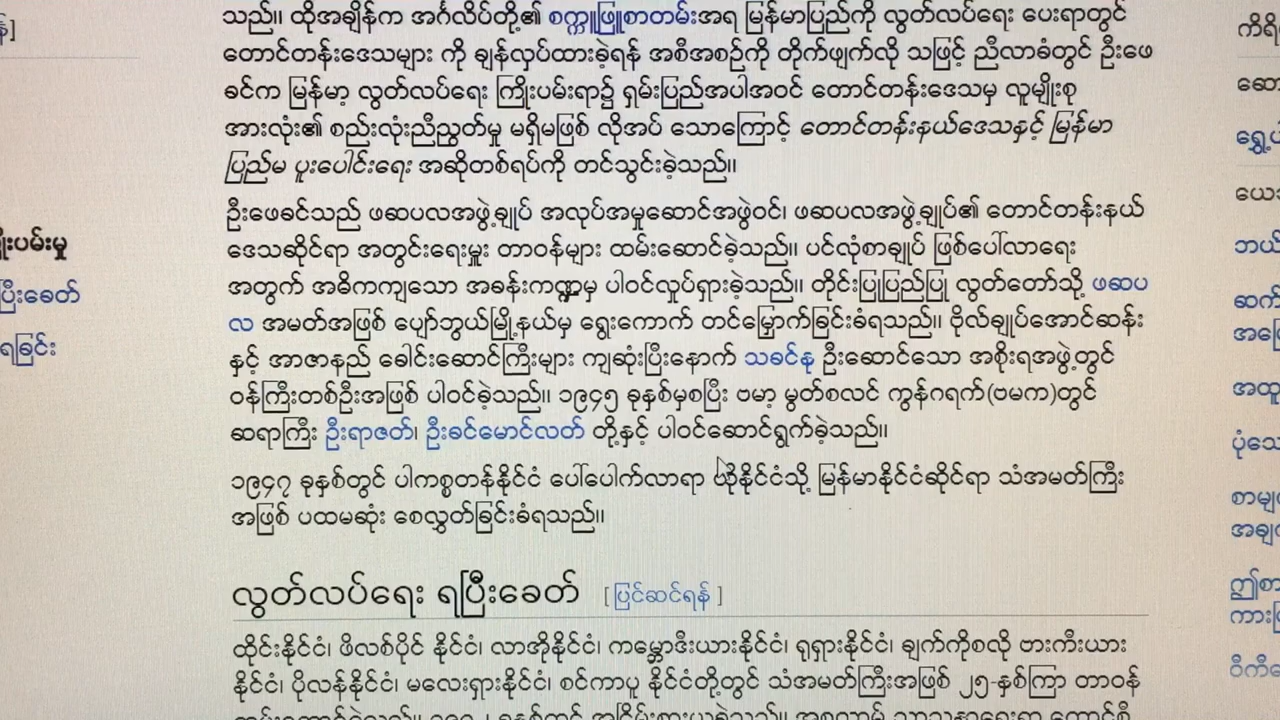 သည်။ ထိုအချိန်က အင်္ဂလိပ်တို့၏ စက္ကူဖြူစာတမ်းအရ မြန်မာပြည်ကို လွတ်လပ်ရေး ပေးရာတွင်
တောင်တန်းဒေသများ ကို ချန်လှပ်ထားခဲ့ရန် အစီအစဉ်ကို တိုက်ဖျက်လို သဖြင့် ညီလာခံတွင် ဦးဖေ
ခင်က မြန်မာ့ လွတ်လပ်ရေး ကြိုးပမ်းရာ၌ ရှမ်းပြည်အပါအဝင် တောင်တန်းဒေသမှ လူမျိုးစု
အားလုံး၏ စည်းလုံးညီညွတ်မှု မရှိမဖြစ် လိုအပ် သောကြောင့် တောင်တန်းနယ်ဒေသနှင့် မြန်မာ
ပြည်မ ပူးပေါင်းရေး အဆိုတစ်ရပ်ကို တင်သွင်းခဲ့သည်။
ဦးဖေခင်သည် ဖဆပလအဖွဲ့ချုပ် အလုပ်အမှုဆောင်အဖွဲ့ဝင်၊ ဖဆပလအဖွဲ့ချုပ်၏ တောင်တန်းနယ်
ဒေသဆိုင်ရာ အတွင်းရေးမှူး တာဝန်များ ထမ်းဆောင်ခဲ့သည်။ ပင်လုံစာချုပ် ဖြစ်ပေါ်လာရေး
အတွက် အဓိကကျသော အခန်းကဏ္ဍမှ ပါဝင်လှုပ်ရှားခဲ့သည်။ တိုင်းပြုပြည်ပြု လွတ်တော်သို့ ဖဆပ
လ အမတ်အဖြစ် ပျော်ဘွယ်မြို့နယ်မှ ရွေးကောက် တင်မြှောက်ခြင်းခံရသည်။ ဗိုလ်ချုပ်အောင်ဆန်း
နှင့် အာဇာနည် ခေါင်းဆောင်ကြီးများ ကျဆုံးပြီးနောက် သခင်နု ဦးဆောင်သော အစိုးရအဖွဲ့တွင်
ဝန်ကြီးတစ်ဦးအဖြစ် ပါဝင်ခဲ့သည်။ ၁၉၄၅ ခုနှစ်မှစပြီး ဗမာ့ မွတ်စလင် ကွန်ဂရက်(ဗမက)တွင်
ဆရာကြီး ဦးရာဇတ်၊ ဦးခင်မောင်လတ် တို့နှင့် ပါဝင်ဆောင်ရွက်ခဲ့သည်။
၁၉၄၇ ခုနှစ်တွင် ပါကစ္စတန်နိုင်ငံ ပေါ်ပေါက်လာရာ ယိုနိုင်ငံသို့ မြန်မာနိုင်ငံဆိုင်ရာ သံအမတ်ကြီး
အဖြစ် ပထမဆုံး စေလွှတ်ခြင်းခံရသည်။
လွတ်လပ်ရေး ရပြီးခေတ် [ပြင်ဆင်ရန်]
ထိုင်းနိုင်ငံ၊ ဖိလစ်ပိုင် နိုင်ငံ၊ လာအိုနိုင်ငံ၊ ကမ္ဘောဒီးယားနိုင်ငံ၊ ရုရှားနိုင်ငံ၊ ချက်ကိုစလို ဗားကီးယား
နိုင်ငံ၊ ပိုလန်နိုင်ငံ၊ မလေးရှားနိုင်ငံ၊ စင်ကာပူ နိုင်ငံတို့တွင် သံအမတ်ကြီးအဖြစ် ၂၅-နှစ်ကြာ တာဝန်